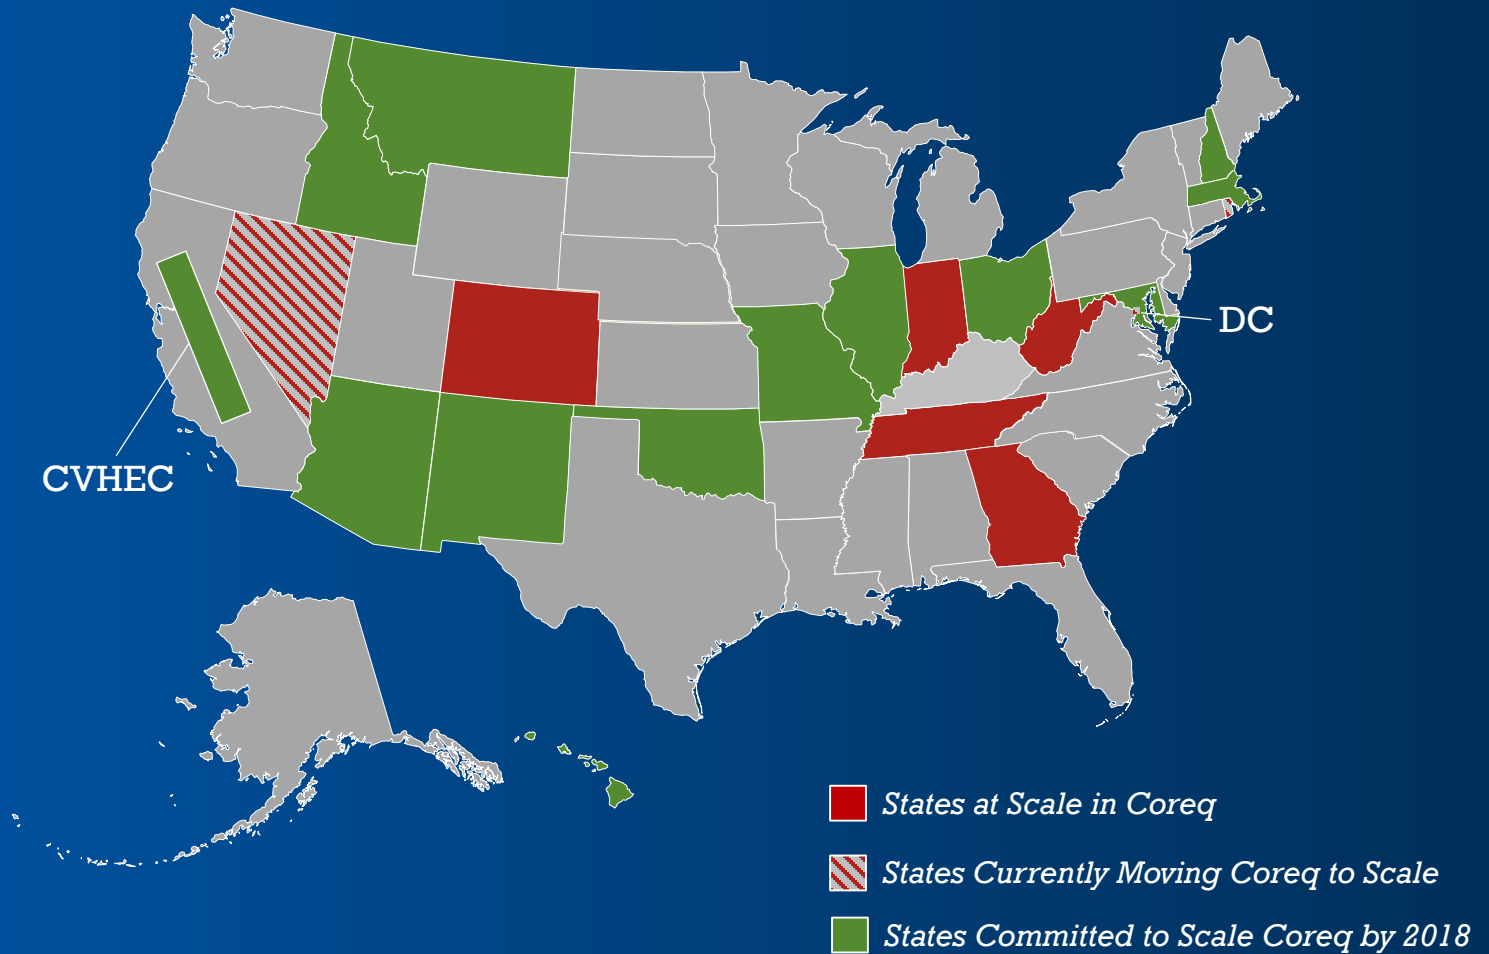 DC
CVHEC
States at Scale in Coreq
States Currently Moving Coreq to Scale
States Committed to Scale Coreq by 2018